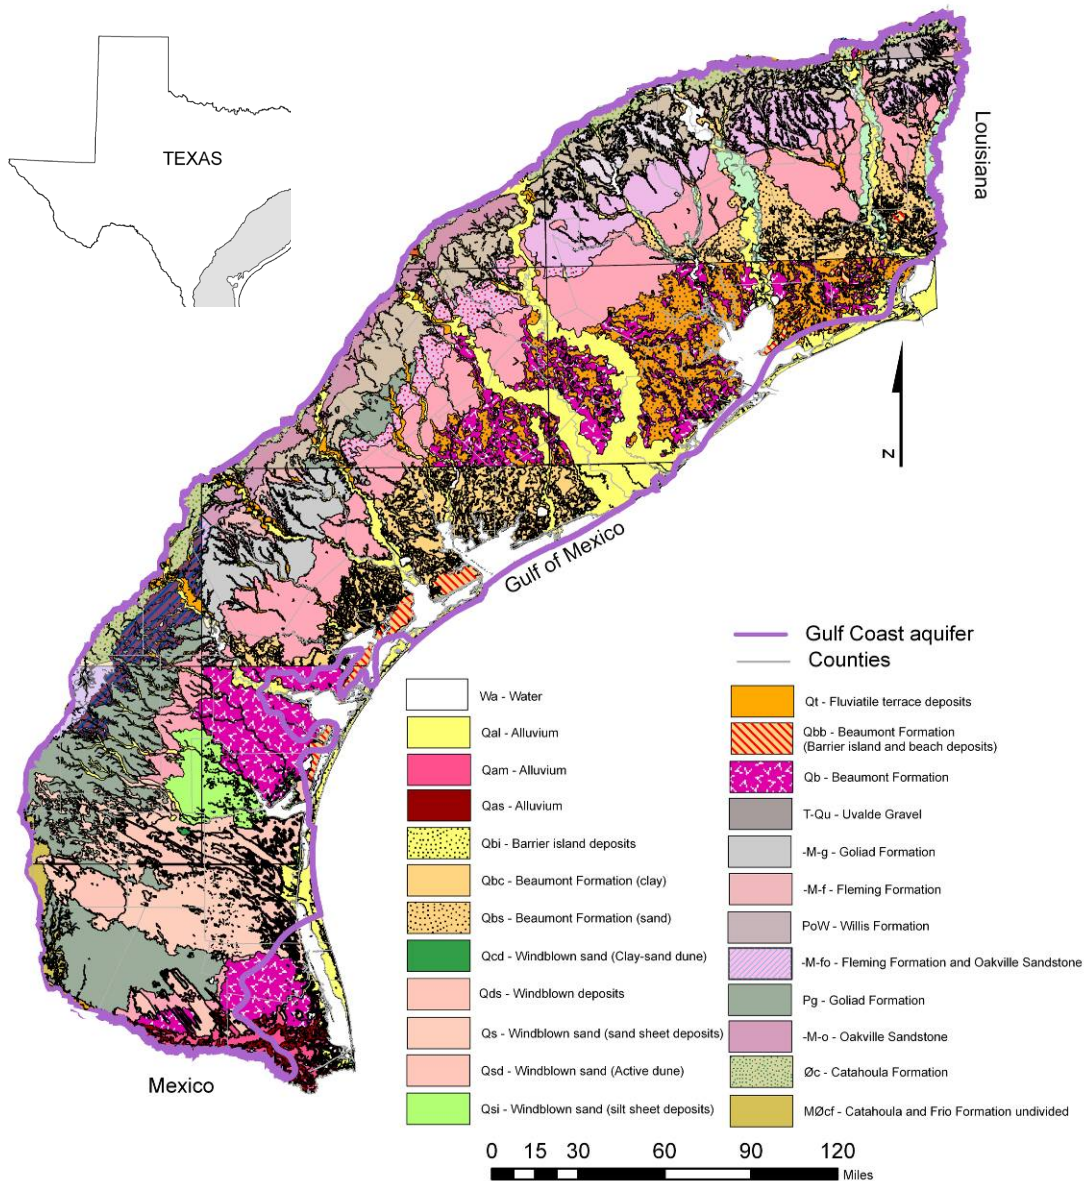 TEXAS
Louisiana
N
Gulf of Mexico
Mexico
Gulf Coast aquifer
Counties
Wa - Water
Qal - Alluvium
Qam - Alluvium
Qas - Alluvium
Qbi - Barrier island deposits
Qbc - Beaumont Formation (clay)
Qbs - Beaumont Formation (sand)
Qcd - Windblown sand (Clay-sand dune)
Qds - Windblown deposits
Qs - Windblown sand (sand sheet deposits)
Qsd - Windblown sand (Active dune)
Qsi - Windblown sand (silt sheet deposits)
Qt - Fluviatile terrace deposits
Qbb - Beaumont Formation
(Barrier island and beach deposits)
Qb - Beaumont Formation
T-Qu - Uvalde Gravel
-M-g - Goliad Formation
-M-f - Fleming Formation
PoW - Willis Formation
-M-fo - Fleming Formation and Oakville Sandstone
Pg - Goliad Formation
-M-o - Oakville Sandstone
Øc - Catahoula Formation
MØcf - Catahoula and Frio Formation undivided
0 15 30 60 90 120
Miles